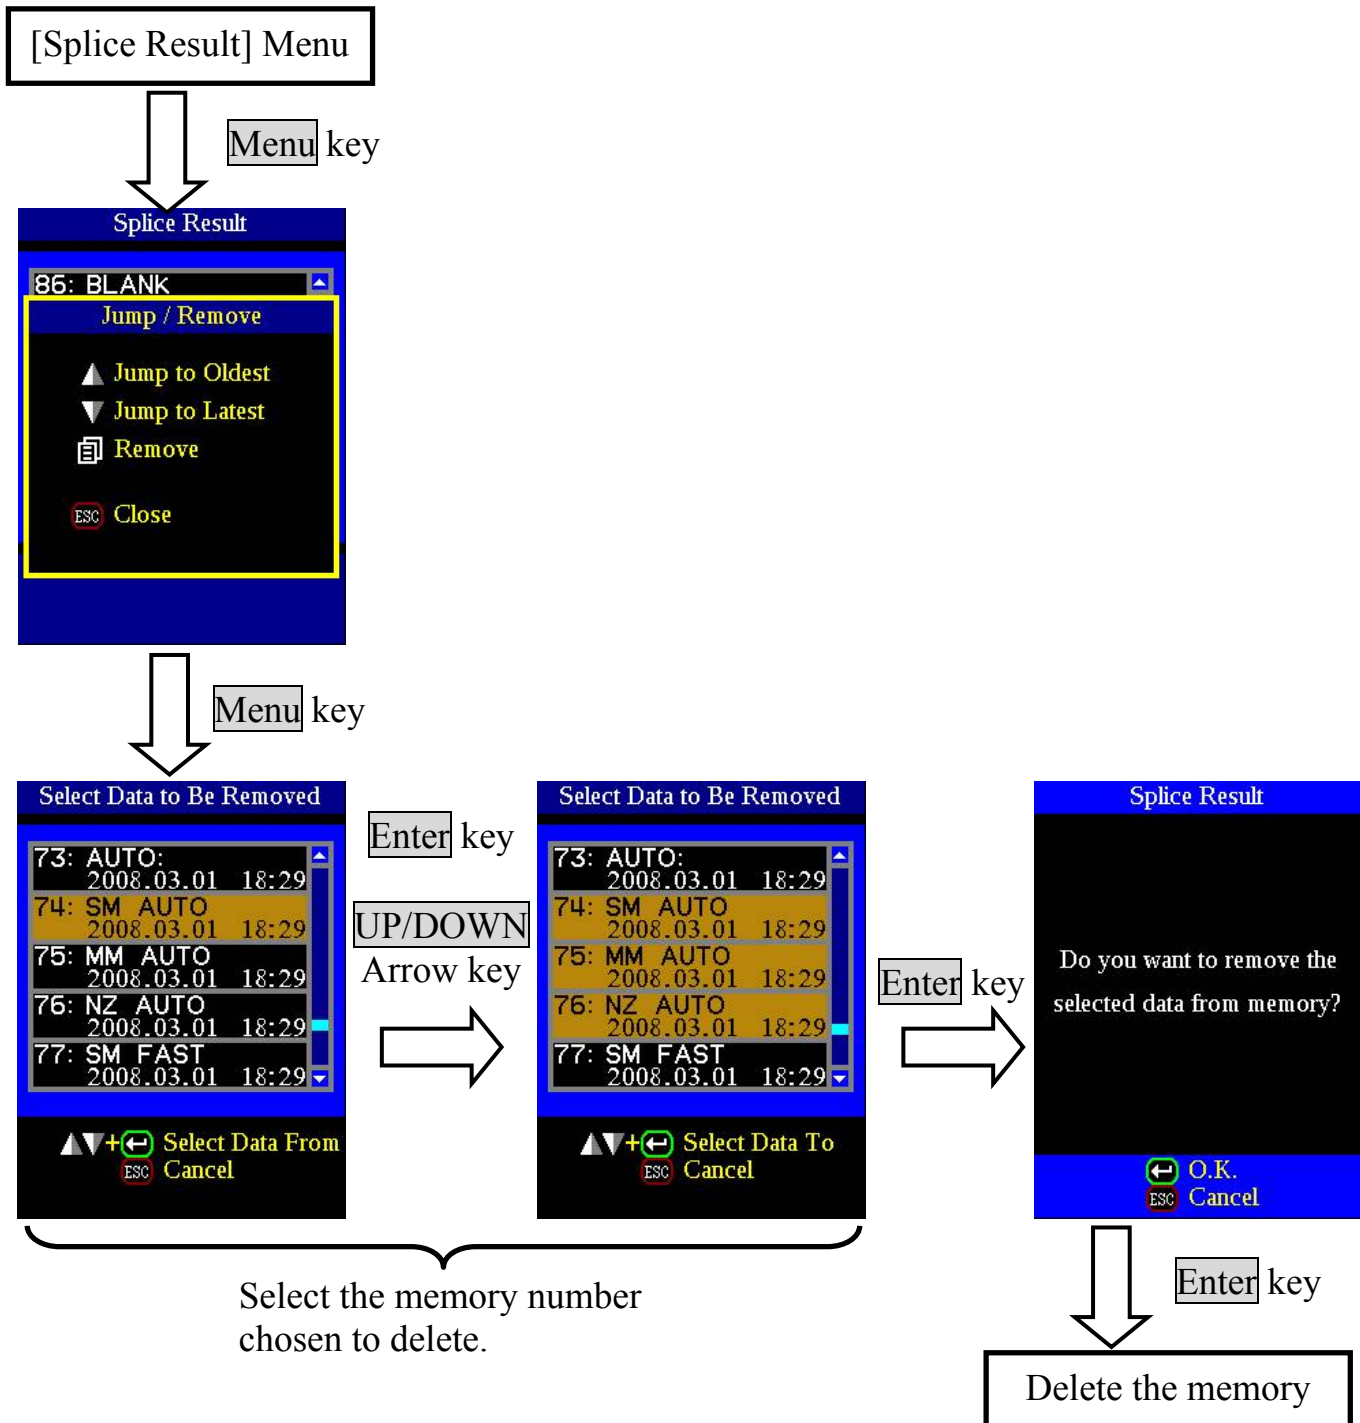 [Splice Result] Menu
Menu key
Splice Result
86: BLANK
Jump / Remove
Jump to Oldest
Jump to Latest
Remove
ESC Close
Menu key
Select Data to Be Removed
73: AUTO:
2008.03.01 18:29
74: SM AUTO
2008.03.01 18:29
75: MM AUTO
2008.03.01 18:29
76: NZ AUTO
2008.03.01 18:29
77: SM FAST
2008.03.01 18:29
+ Select Data From
ESC Cancel
Enter key
UP/DOWN
Arrow key
Select Data to Be Removed
73: AUTO:
2008.03.01 18:29
74: SM AUTO
2008.03.01 18:29
75: MM AUTO
2008.03.01 18:29
76: NZ AUTO
2008.03.01 18:29
77: SM FAST
2008.03.01 18:29
+ Select Data To
ESC Cancel
Enter key
Splice Result
Do you want to remove the
selected data from memory?
O.K.
ESC Cancel
Select the memory number
chosen to delete.
Enter key
Delete the memory